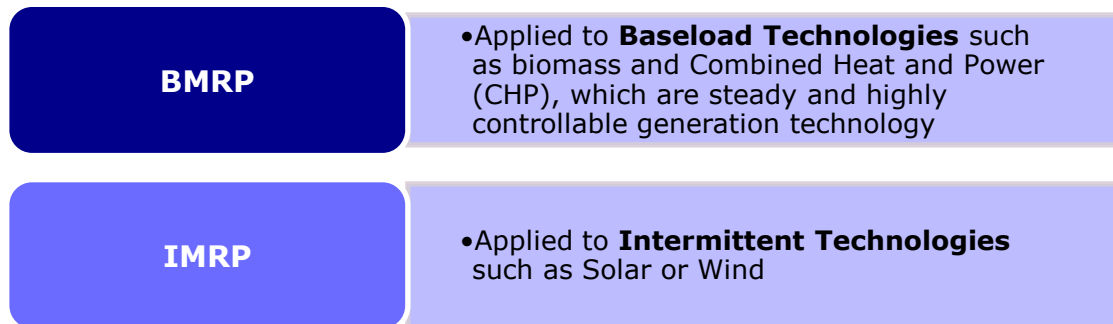 BMRP
•Applied to Baseload Technologies such
as biomass and Combined Heat and Power
(CHP), which are steady and highly
controllable generation technology
IMRP
•Applied to Intermittent Technologies
such as Solar or Wind